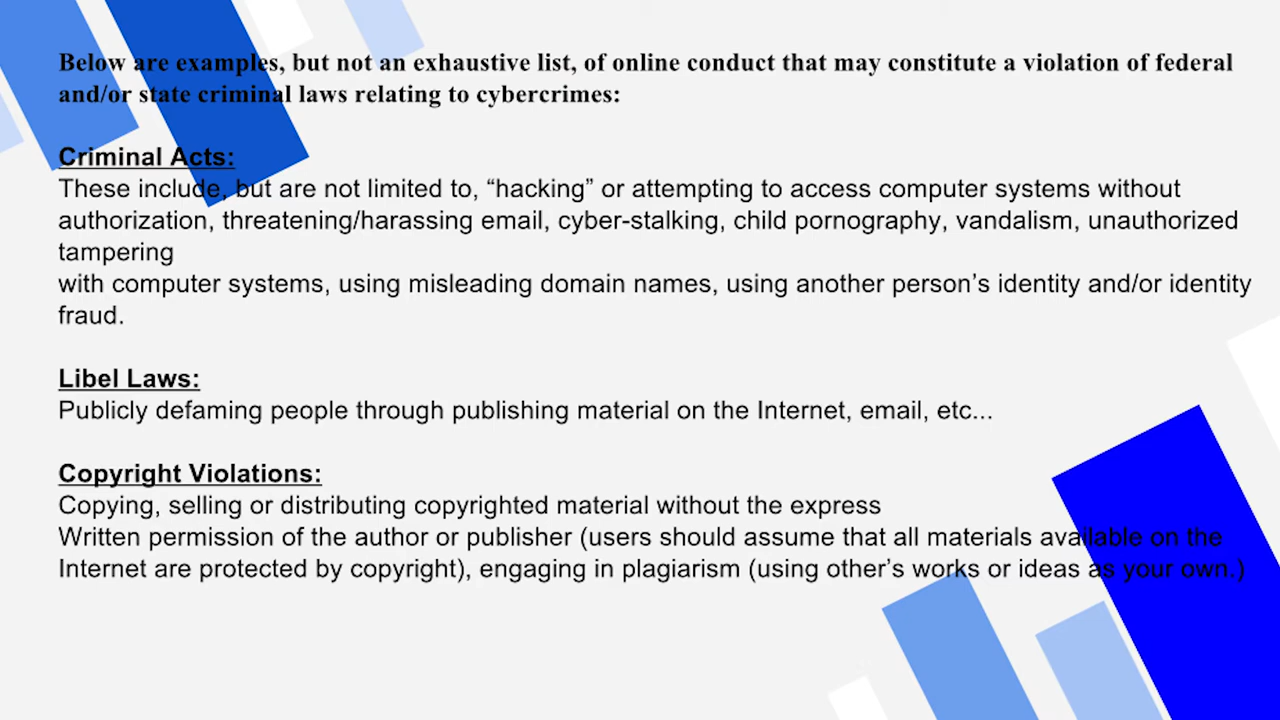 Below are examples, but not an exhaustive list, of online conduct that may constitute a violation of federal
and/or state criminal laws relating to cybercrimes:
Criminal Acts:
These include, but are not limited to, “hacking” or attempting to access computer systems without
authorization, threatening/harassing email, cyber-stalking, child pornography, vandalism, unauthorized
tampering
with computer systems, using misleading domain names, using another person’s identity and/or identity
fraud.
Libel Laws:
Publicly defaming people through publishing material on the Internet, email, etc...
Copyright Violations:
Copying, selling or distributing copyrighted material without the express
Written permission of the author or publisher (users should assume that all materials available on the
Internet are protected by copyright), engaging in plagiarism (using other’s works or ideas as your own.)